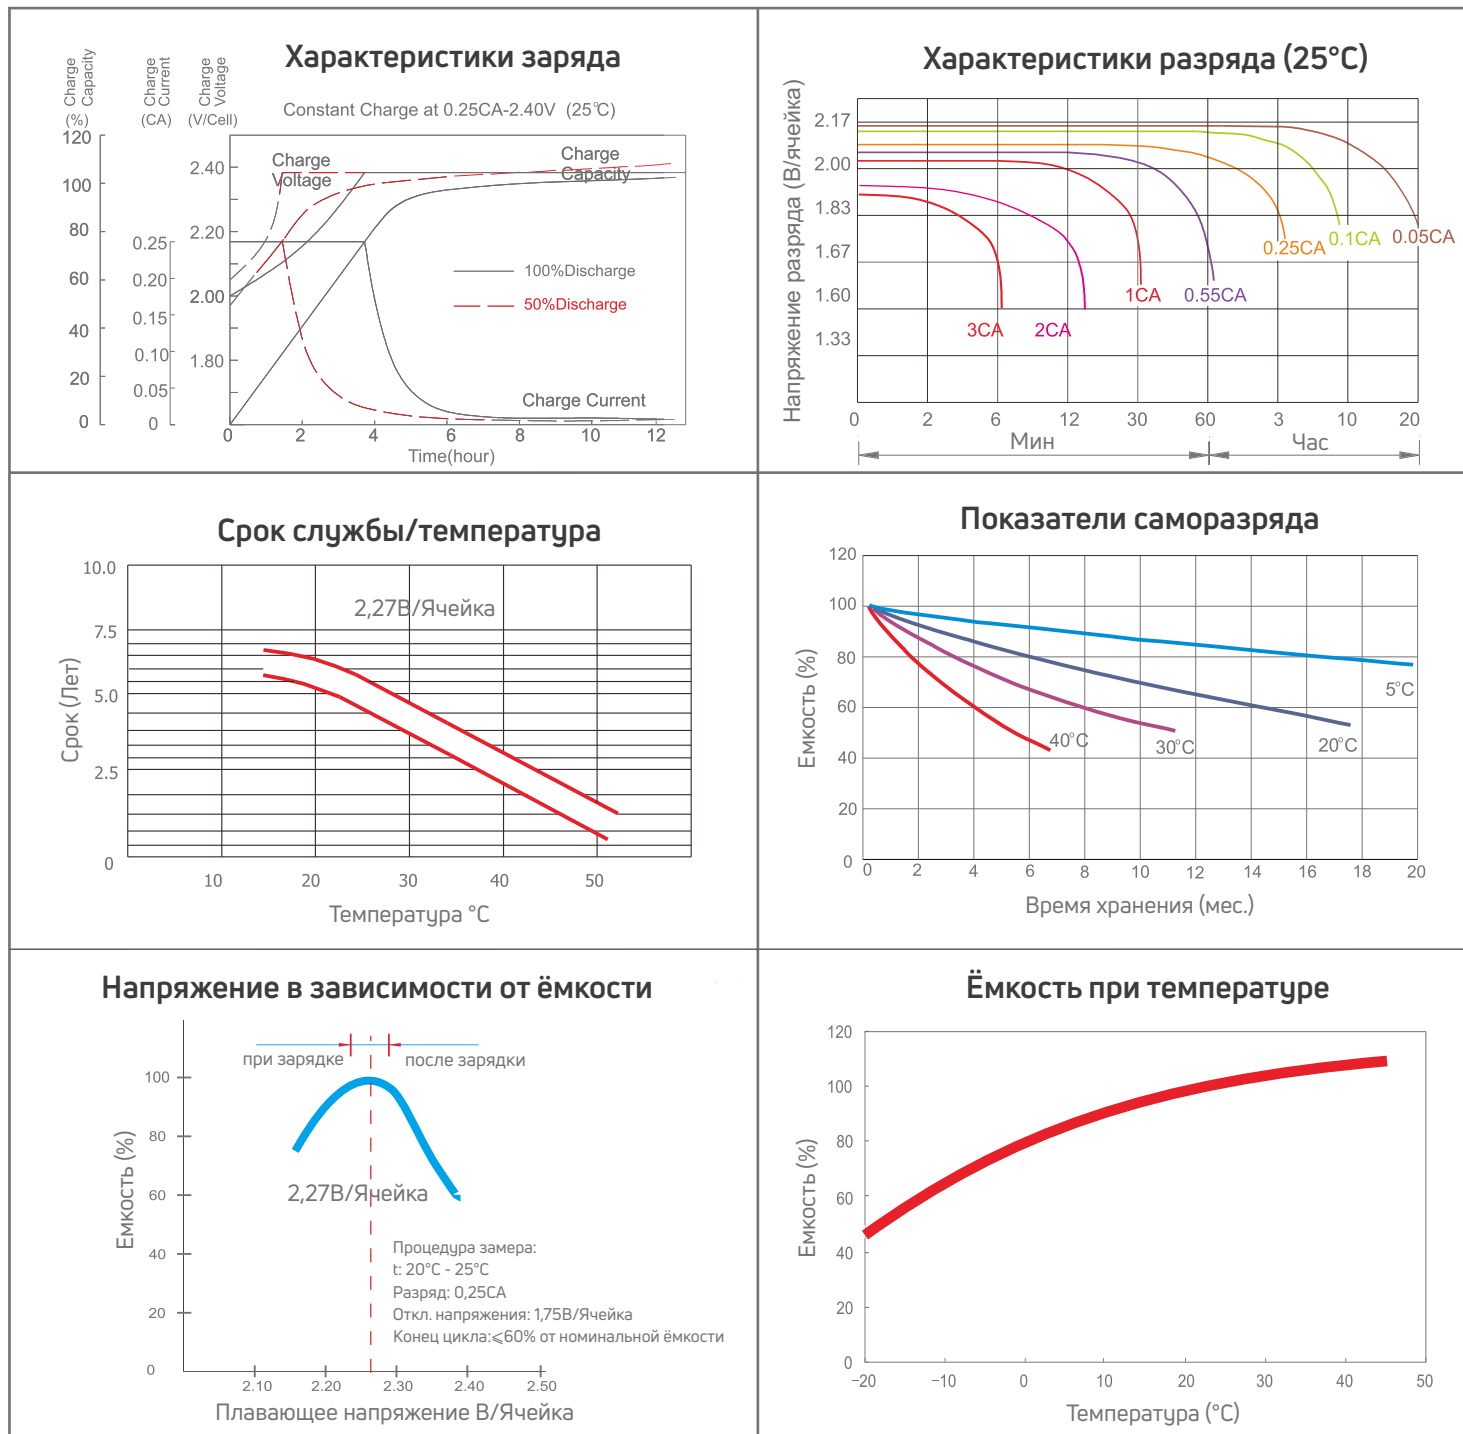 Характеристики заряда
Charge Capacity (%)
Charge Current (CA)
Charge Voltage (V/Cell)
Constant Charge at 0.25CA-2.40V (25°C)
120
100
80
60
40
20
0
0.25
0.20
0.15
0.10
0.05
0
2.40
2.20
2.00
1.80
Charge Voltage
Charge Capacity
100%Discharge
50%Discharge
Charge Current
0 2 4 6 8 10 12
Time(hour)
Характеристики разряда (25°C)
Напряжение разряда (В/ячейка)
2.17
2.00
1.83
1.67
1.60
1.33
3CA
2CA
1CA
0.55CA
0.25CA
0.1CA
0.05CA
0 2 6 12 30 60 3 10 20
Мин
Час
Срок службы/температура
Срок (Лет)
10.0
7.5
5.0
2.5
0
2,27В/Ячейка
10 20 30 40 50
Температура °C
Показатели саморазряда
Емкость (%)
120
100
80
60
40
20
0
5°C
20°C
30°C
40°C
0 2 4 6 8 10 12 14 16 18 20
Время хранения (мес.)
Напряжение в зависимости от ёмкости
при зарядке
после зарядки
Емкость (%)
100
80
60
40
20
0
2,27В/Ячейка
Процедура замера:
t: 20°C - 25°C
Разряд: 0,25СА
Откл. напряжения: 1,75В/Ячейка
Конец цикла:⩽60% от номинальной ёмкости
2.10 2.20 2.30 2.40 2.50
Плавающее напряжение В/Ячейка
Ёмкость при температуре
Емкость (%)
120
100
80
60
40
20
0
−20 −10 0 10 20 30 40 50
Температура (°C)